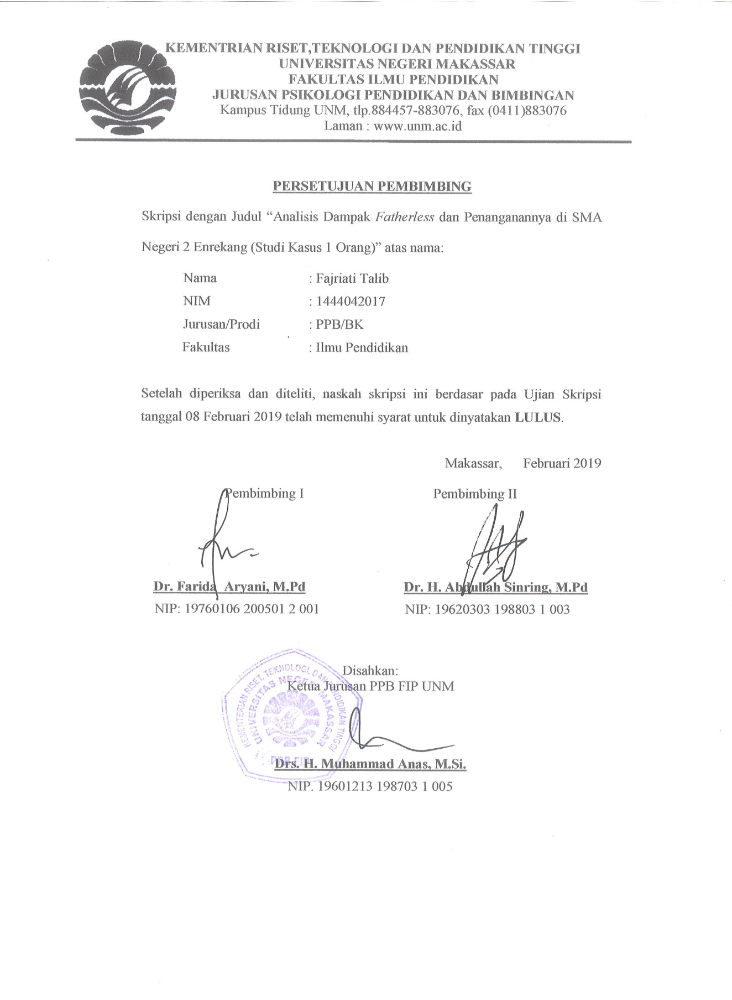 KEMENTRIAN RISET,TEKNOLOGI DAN PENDIDIKAN TINGGI
UNIVERSITAS NEGERI MAKASSAR
FAKULTAS ILMU PENDIDIKAN
JURUSAN PSIKOLOGI PENDIDIKAN DAN BIMBINGAN
Kampus Tidung UNM, tlp.884457-883076, fax (0411)883076
Laman : www.unm.ac.id
PERSETUJUAN PEMBIMBING
Skripsi dengan Judul “Analisis Dampak Fatherless dan Penanganannya di SMA
Negeri 2 Enrekang (Studi Kasus 1 Orang)” atas nama:
Nama : Fajriati Talib
NIM : 1444042017
Jurusan/Prodi : PPB/BK
Fakultas : Ilmu Pendidikan
Setelah diperiksa dan diteliti, naskah skripsi ini berdasar pada Ujian Skripsi
tanggal 08 Februari 2019 telah memenuhi syarat untuk dinyatakan LULUS.
Makassar, Februari 2019
Pembimbing I Pembimbing II
Dr. Farida Aryani, M.Pd Dr. H. Abdullah Sinring, M.Pd
NIP: 19760106 200501 2 001 NIP: 19620303 198803 1 003
Disahkan:
Ketua Jurusan PPB FIP UNM
KEMENTERIAN RISET, TEKNOLOGI, DAN PENDIDIKAN TINGGI
UNIVERSITAS NEGERI MAKASSAR
PPB FIP
Drs. H. Muhammad Anas, M.Si.
NIP. 19601213 198703 1 005